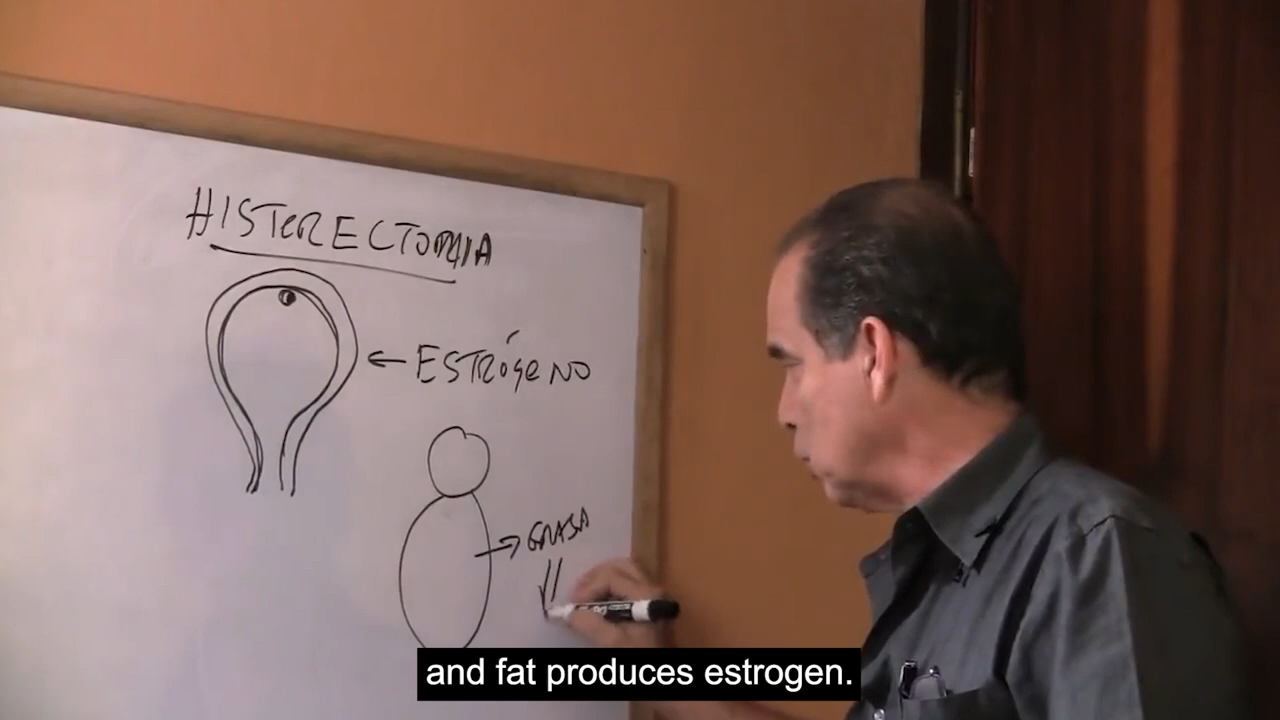 HISTERECTOMIA
← ESTRÓGENO
→ GRASA
and fat produces estrogen.